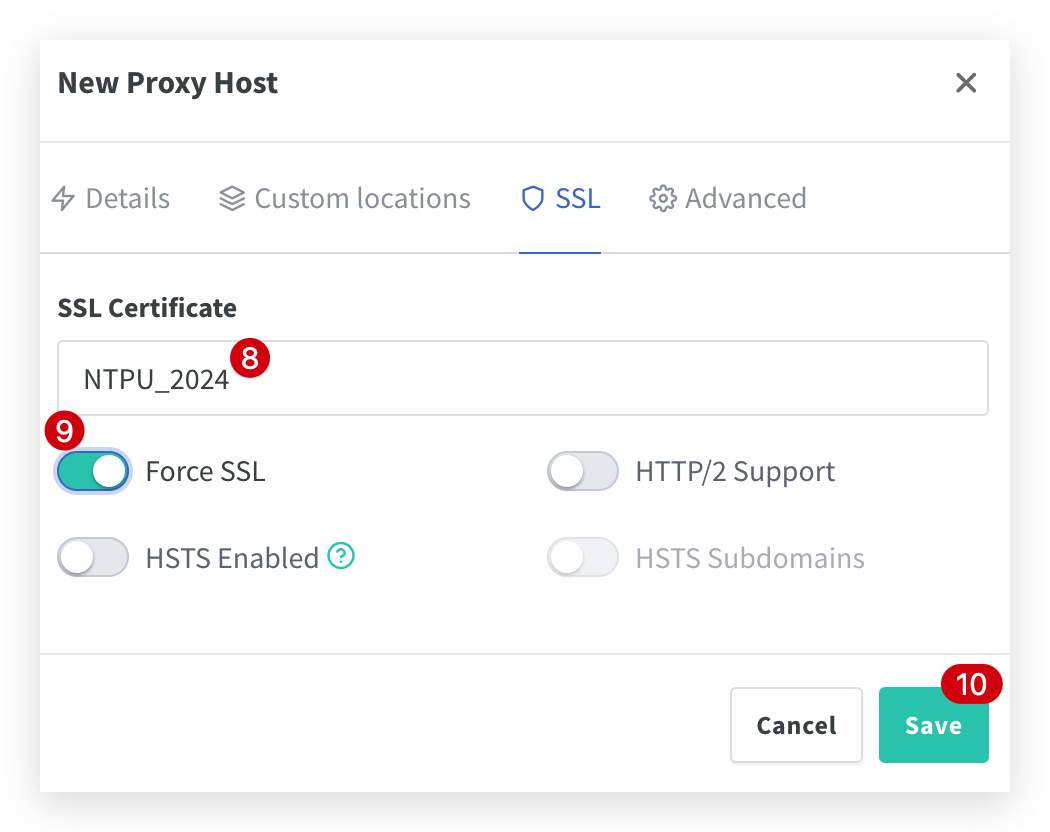 New Proxy Host
Details Custom locations SSL Advanced
SSL Certificate
NTPU_2024 8
9
Force SSL HTTP/2 Support
HSTS Enabled ? HSTS Subdomains
10
Cancel Save